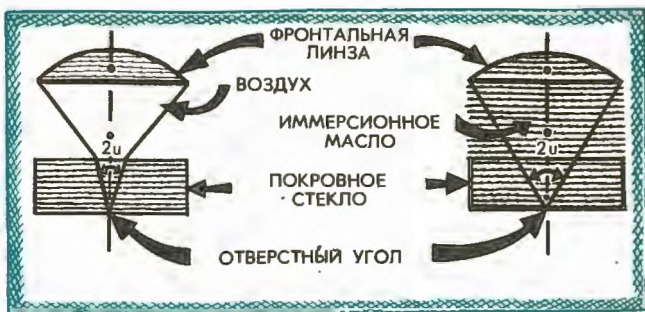 ФРОНТАЛЬНАЯ
ЛИНЗА
ВОЗДУХ
ИММЕРСИОННОЕ
МАСЛО
2u
2u
ПОКРОВНОЕ
СТЕКЛО
ОТВЕРСТНЫЙ УГОЛ